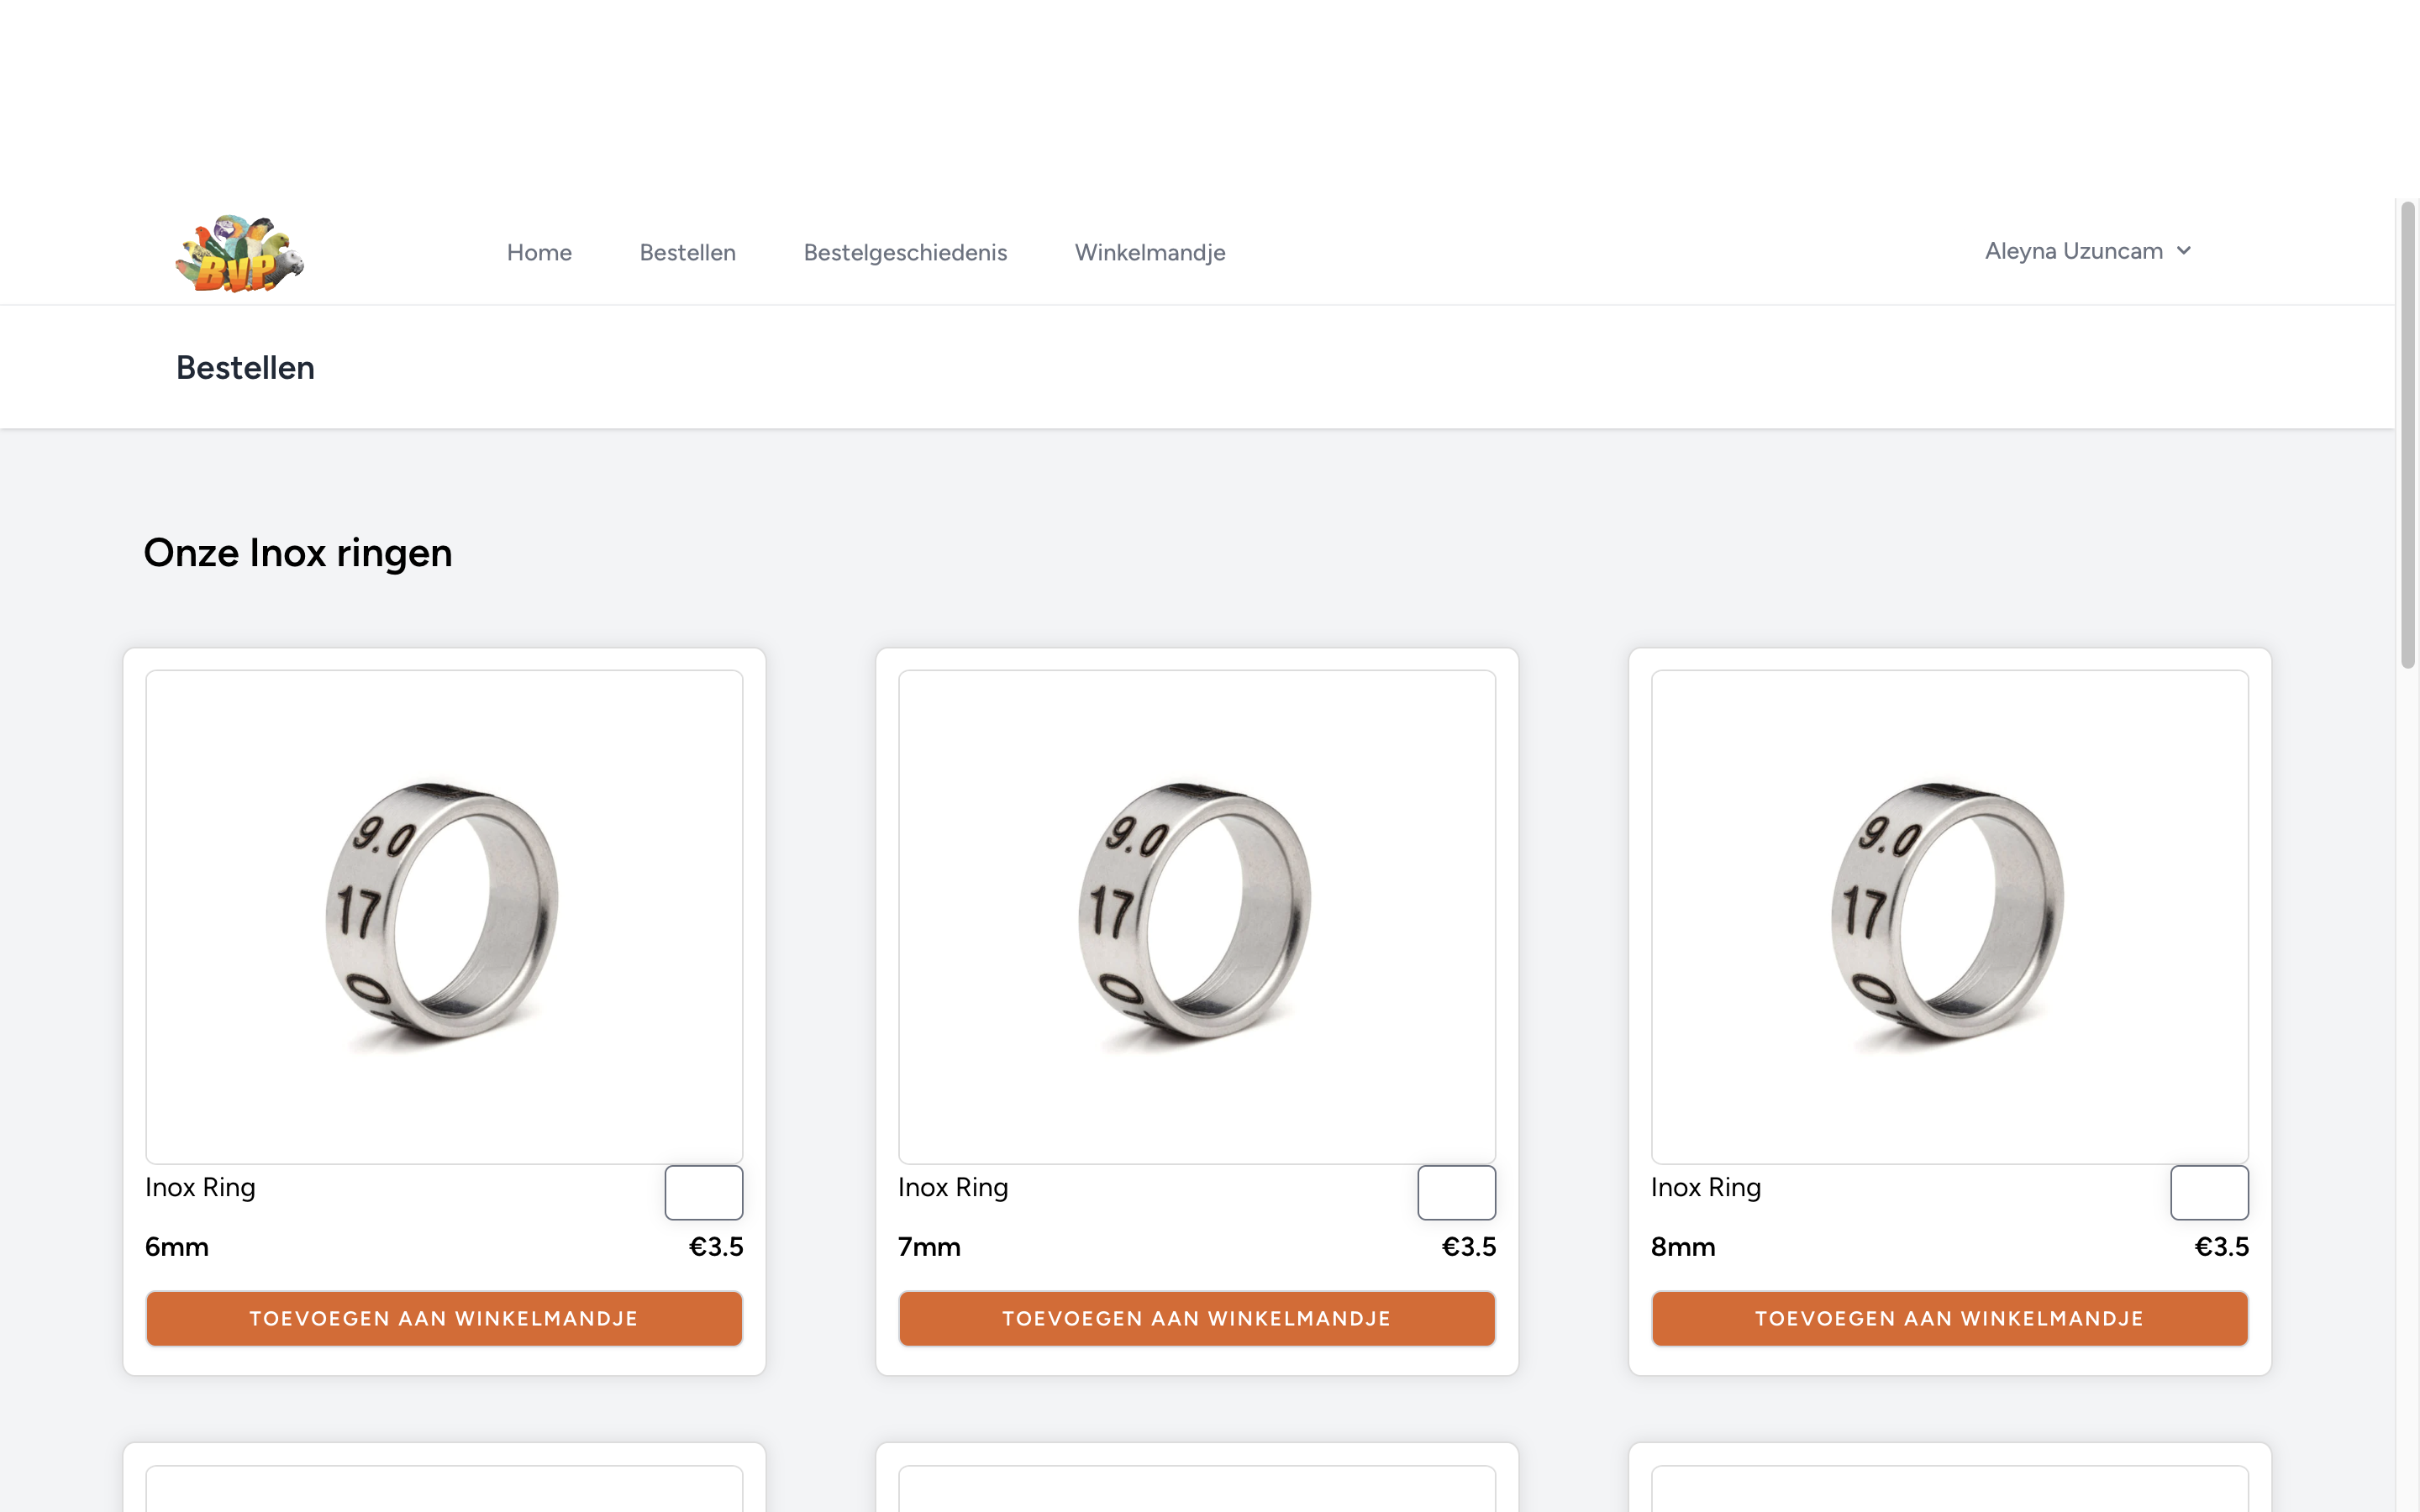 B.V.P.
Home
Bestellen
Bestelgeschiedenis
Winkelmandje
Aleyna Uzuncam
Bestellen
Onze Inox ringen
9.0
17
0
9.0
17
0
9.0
17
0
Inox Ring
6mm €3.5
TOEVOEGEN AAN WINKELMANDJE
Inox Ring
7mm €3.5
TOEVOEGEN AAN WINKELMANDJE
Inox Ring
8mm €3.5
TOEVOEGEN AAN WINKELMANDJE